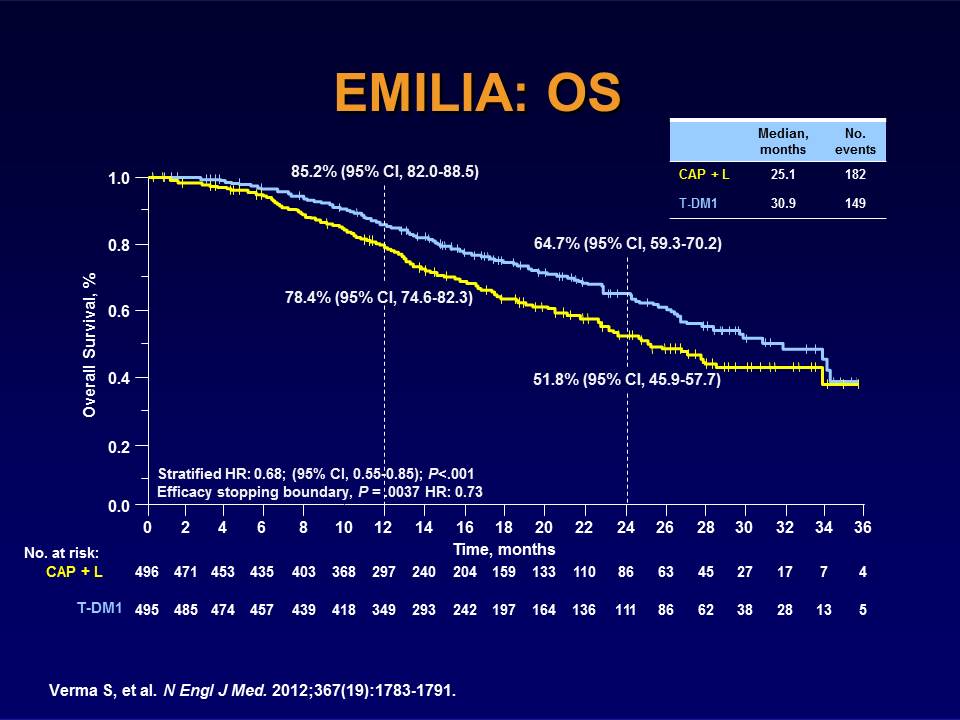 EMILIA: OS
Median, months No. events
CAP + L 25.1 182
T-DM1 30.9 149
85.2% (95% CI, 82.0-88.5)
64.7% (95% CI, 59.3-70.2)
78.4% (95% CI, 74.6-82.3)
51.8% (95% CI, 45.9-57.7)
Overall Survival, %
1.0
0.8
0.6
0.4
0.2
0.0
Stratified HR: 0.68; (95% CI, 0.55-0.85); P<.001
Efficacy stopping boundary, P = .0037 HR: 0.73
0 2 4 6 8 10 12 14 16 18 20 22 24 26 28 30 32 34 36
Time, months
No. at risk:
CAP + L 496 471 453 435 403 368 297 240 204 159 133 110 86 63 45 27 17 7 4
T-DM1 495 485 474 457 439 418 349 293 242 197 164 136 111 86 62 38 28 13 5
Verma S, et al. N Engl J Med. 2012;367(19):1783-1791.